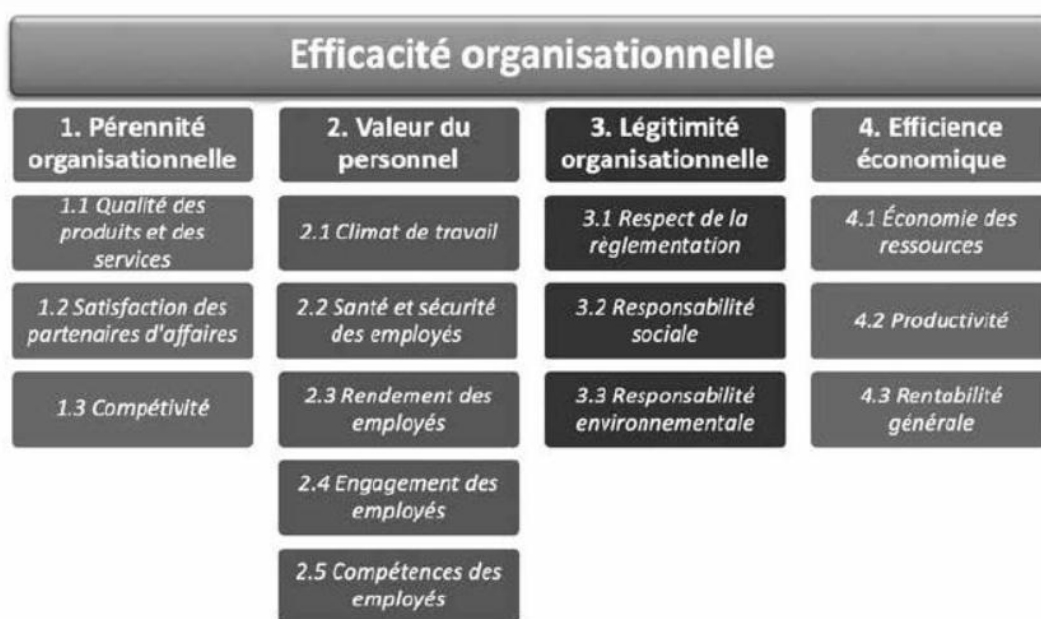 Efficacité organisationnelle
1. Pérennité
organisationnelle
1.1 Qualité des
produits et des
services
1.2 Satisfaction des
partenaires d'affaires
1.3 Compétivité
2. Valeur du
personnel
2.1 Climat de travail
2.2 Santé et sécurité
des employés
2.3 Rendement des
employés
2.4 Engagement des
employés
2.5 Compétences des
employés
3. Légitimité
organisationnelle
3.1 Respect de la
règlementation
3.2 Responsabilité
sociale
3.3 Responsabilité
environnementale
4. Efficience
économique
4.1 Économie des
ressources
4.2 Productivité
4.3 Rentabilité
générale